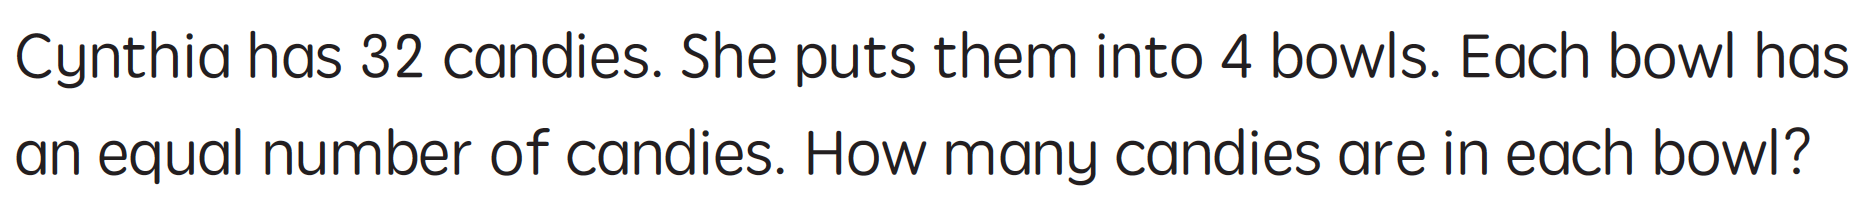 Cynthia has 32 candies. She puts them into 4 bowls. Each bowl has
an equal number of candies. How many candies are in each bowl?